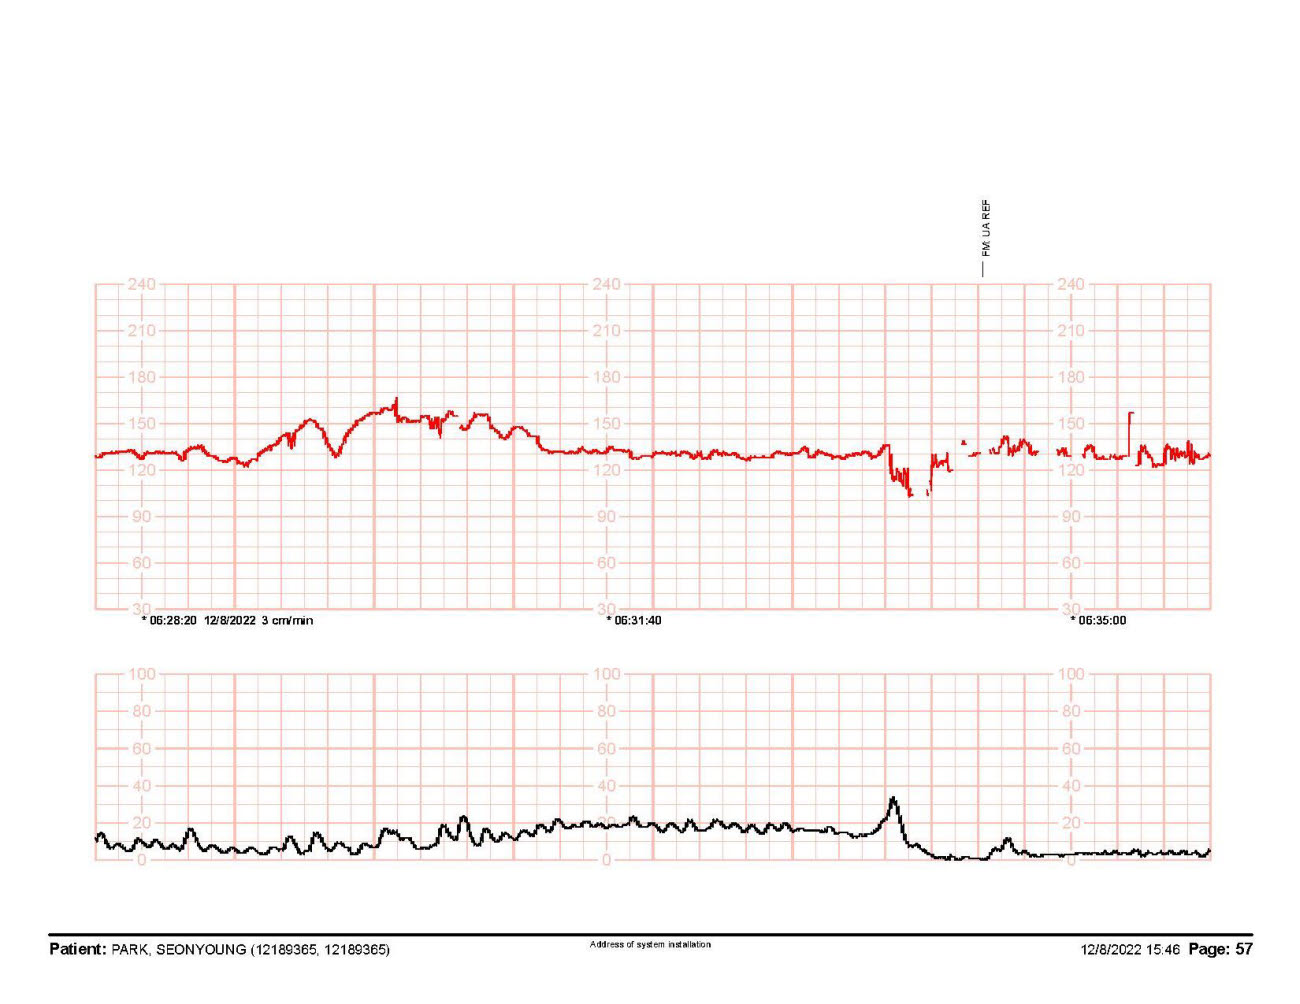 FM: UA REF
240 240 240
210 210 210
180 180 180
150 150 150
120 120 120
90 90 90
60 60 60
30 30 30
* 06:28:20 12/8/2022 3 cm/min * 06:31:40 * 06:35:00
100 100 100
80 80 80
60 60 60
40 40 40
20 20 20
0 0 0
Patient: PARK, SEONYOUNG (12189365, 12189365) Address of system installation 12/8/2022 15:46 Page: 57